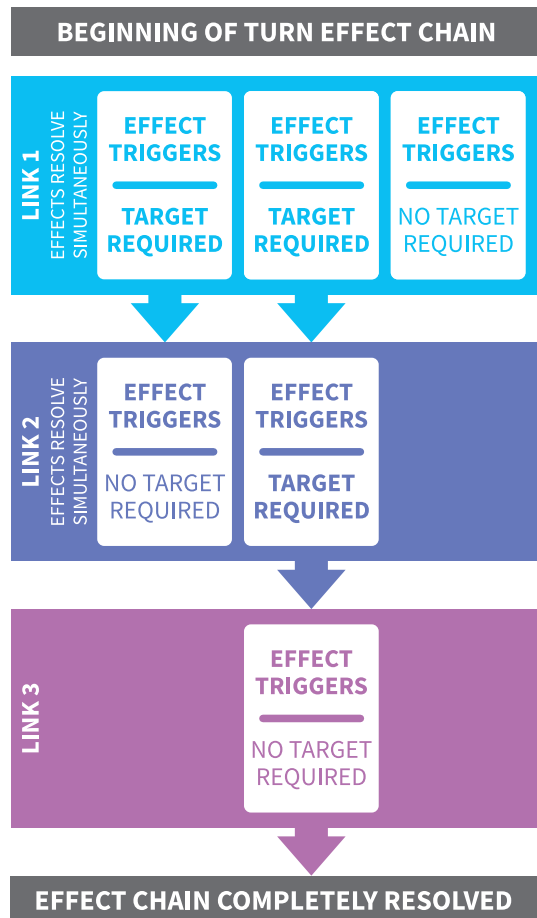 BEGINNING OF TURN EFFECT CHAIN
LINK 1
EFFECTS RESOLVE
SIMULTANEOUSLY
EFFECT
TRIGGERS
TARGET
REQUIRED
EFFECT
TRIGGERS
TARGET
REQUIRED
EFFECT
TRIGGERS
NO TARGET
REQUIRED
LINK 2
EFFECTS RESOLVE
SIMULTANEOUSLY
EFFECT
TRIGGERS
NO TARGET
REQUIRED
EFFECT
TRIGGERS
TARGET
REQUIRED
LINK 3
EFFECT
TRIGGERS
NO TARGET
REQUIRED
EFFECT CHAIN COMPLETELY RESOLVED